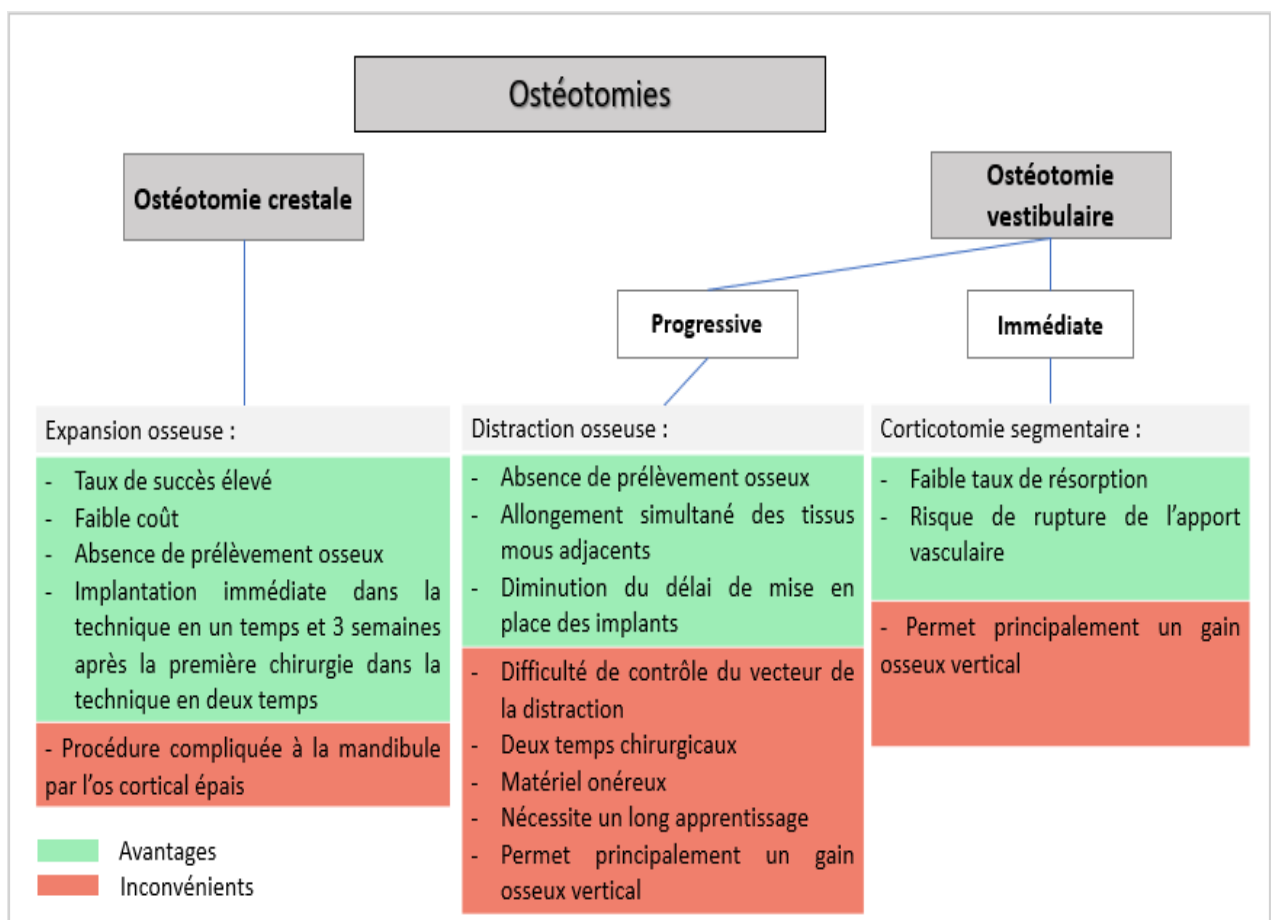 Ostéotomies
Ostéotomie crestale
Ostéotomie
vestibulaire
Progressive
Immédiate
Expansion osseuse :
- Taux de succès élevé
- Faible coût
- Absence de prélèvement osseux
- Implantation immédiate dans la
technique en un temps et 3 semaines
après la première chirurgie dans la
technique en deux temps
- Procédure compliquée à la mandibule
par l’os cortical épais
Distraction osseuse :
- Absence de prélèvement osseux
- Allongement simultané des tissus
mous adjacents
- Diminution du délai de mise en
place des implants
- Difficulté de contrôle du vecteur de
la distraction
- Deux temps chirurgicaux
- Matériel onéreux
- Nécessite un long apprentissage
- Permet principalement un gain
osseux vertical
Corticotomie segmentaire :
- Faible taux de résorption
- Risque de rupture de l’apport
vasculaire
- Permet principalement un gain
osseux vertical
Avantages
Inconvénients